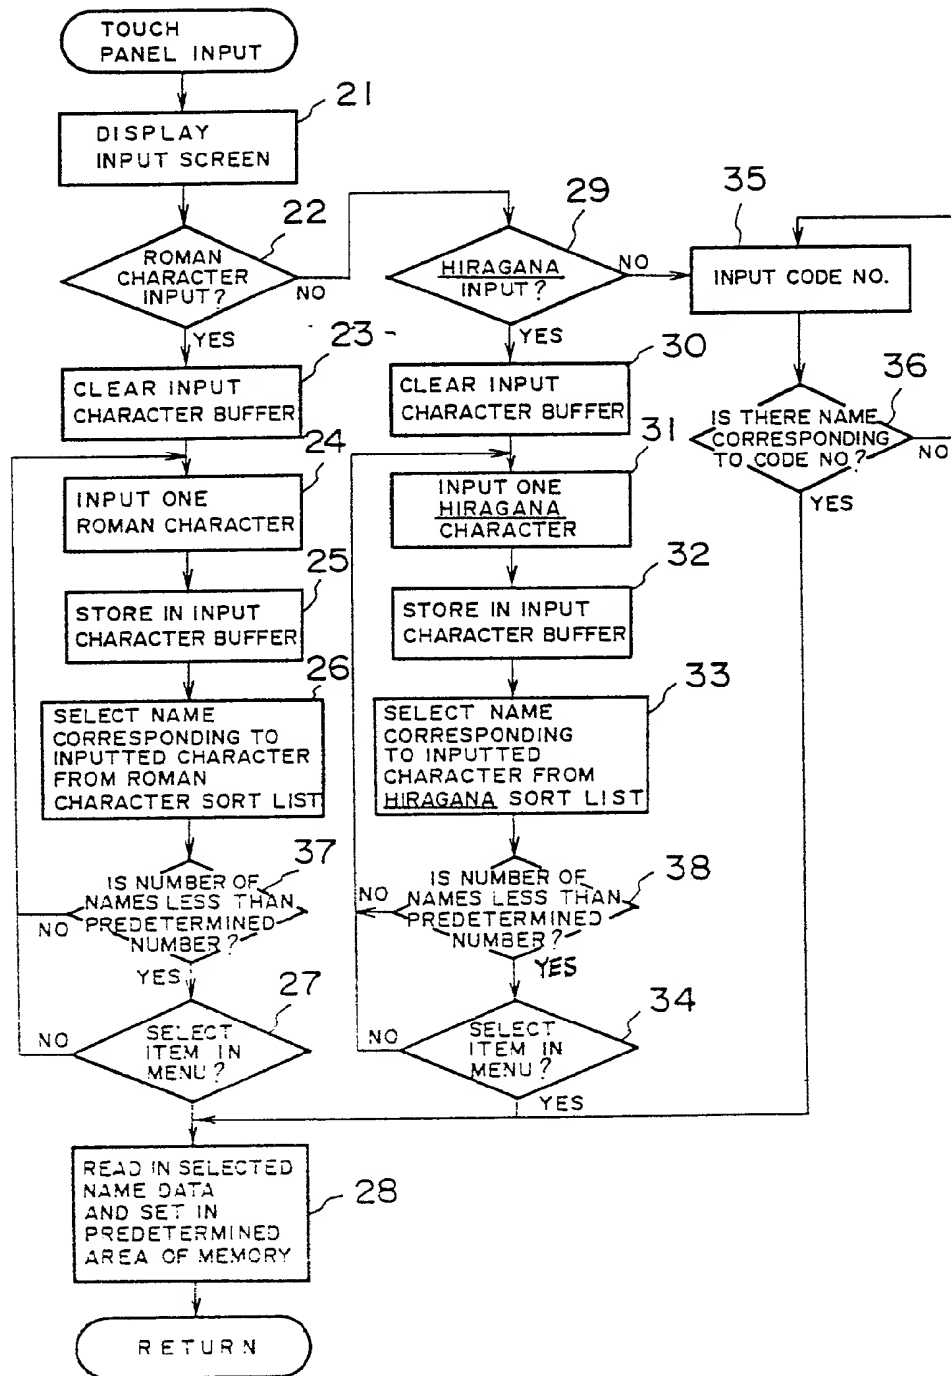 TOUCH
PANEL INPUT
21
DISPLAY
INPUT SCREEN
22
ROMAN
CHARACTER
INPUT?
NO
YES
23
CLEAR INPUT
CHARACTER BUFFER
24
INPUT ONE
ROMAN CHARACTER
25
STORE IN INPUT
CHARACTER BUFFER
26
SELECT NAME
CORRESPONDING TO
INPUTTED CHARACTER
FROM ROMAN
CHARACTER SORT LIST
37
IS NUMBER OF
NAMES LESS THAN
PREDETERMINED
NUMBER?
NO
YES
27
SELECT
ITEM IN
MENU?
NO
29
HIRAGANA
INPUT?
NO
YES
30
CLEAR INPUT
CHARACTER BUFFER
31
INPUT ONE
HIRAGANA
CHARACTER
32
STORE IN INPUT
CHARACTER BUFFER
33
SELECT NAME
CORRESPONDING
TO INPUTTED
CHARACTER FROM
HIRAGANA SORT LIST
38
IS NUMBER OF
NAMES LESS THAN
PREDETERMINED
NUMBER?
NO
YES
34
SELECT
ITEM IN
MENU?
NO
YES
35
INPUT CODE NO.
36
IS THERE NAME
CORRESPONDING
TO CODE NO?
NO
YES
28
READ IN SELECTED
NAME DATA
AND SET IN
PREDETERMINED
AREA OF MEMORY
RETURN